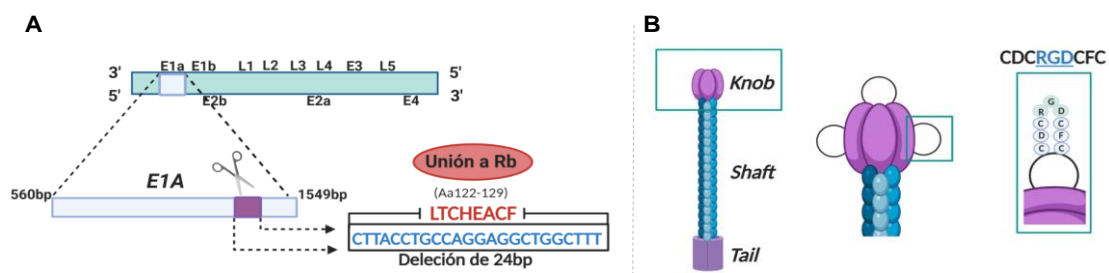 A
E1a E1b L1 L2 L3 L4 E3 L5
3' 5'
5' 3'
E2b E2a E4
E1A
560bp 1549bp
Unión a Rb
(Aa122-129)
LTCHEACF
CTTACCTGCCAGGAGGCTGGCTTT
Deleción de 24bp
B
Knob
Shaft
Tail
CDCRGDCFC
G
R D
C C
D F
C C